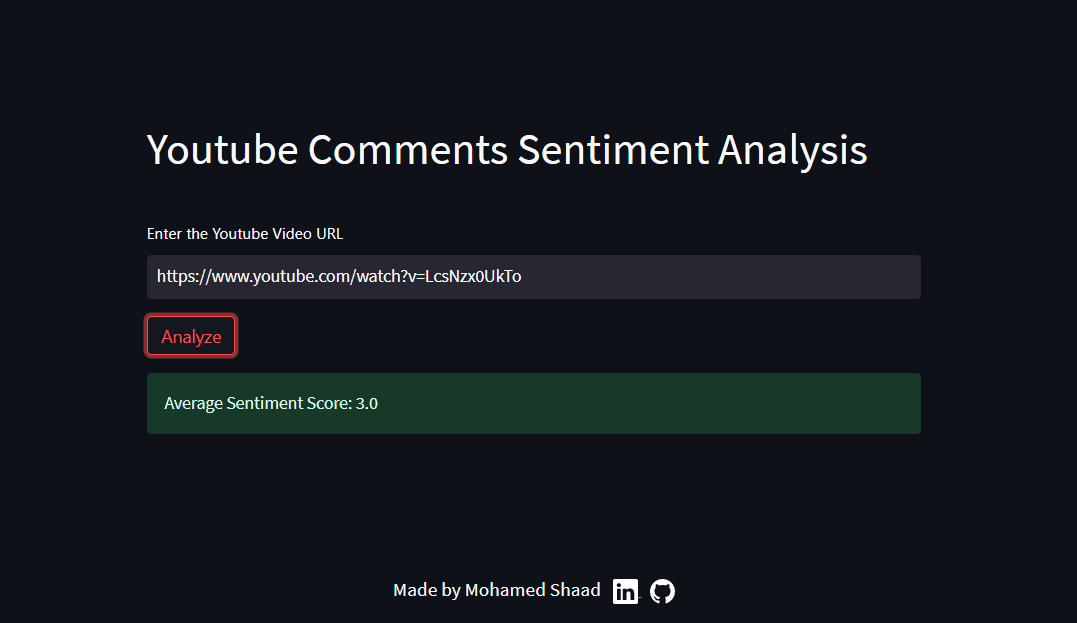 Youtube Comments Sentiment Analysis
Enter the Youtube Video URL
https://www.youtube.com/watch?v=LcsNzx0UkTo
Analyze
Average Sentiment Score: 3.0
Made by Mohamed Shaad in